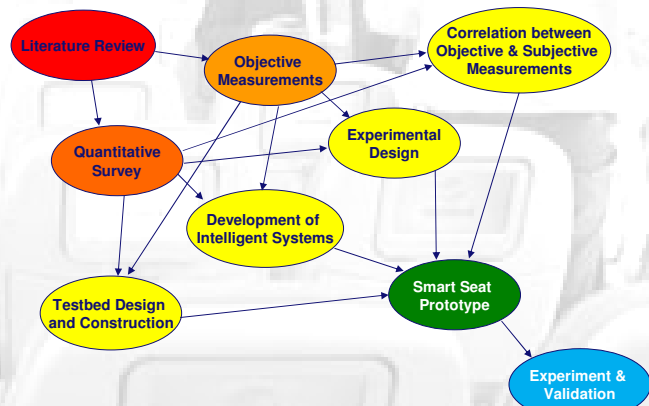 Literature Review
Objective
Measurements
Correlation between
Objective & Subjective
Measurements
Quantitative
Survey
Experimental
Design
Development of
Intelligent Systems
Testbed Design
and Construction
Smart Seat
Prototype
Experiment &
Validation